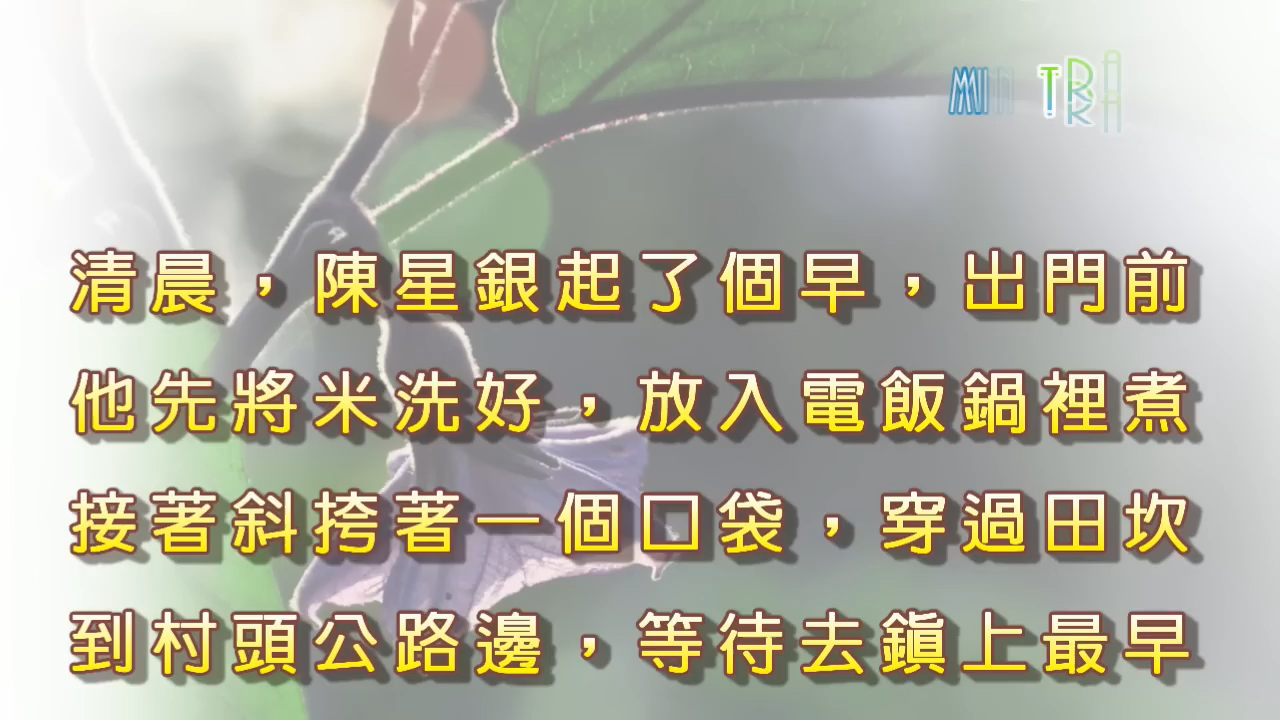 清晨，陳星銀起了個早，出門前
他先將米洗好，放入電飯鍋裡煮
接著斜挎著一個口袋，穿過田坎
到村頭公路邊，等待去鎮上最早